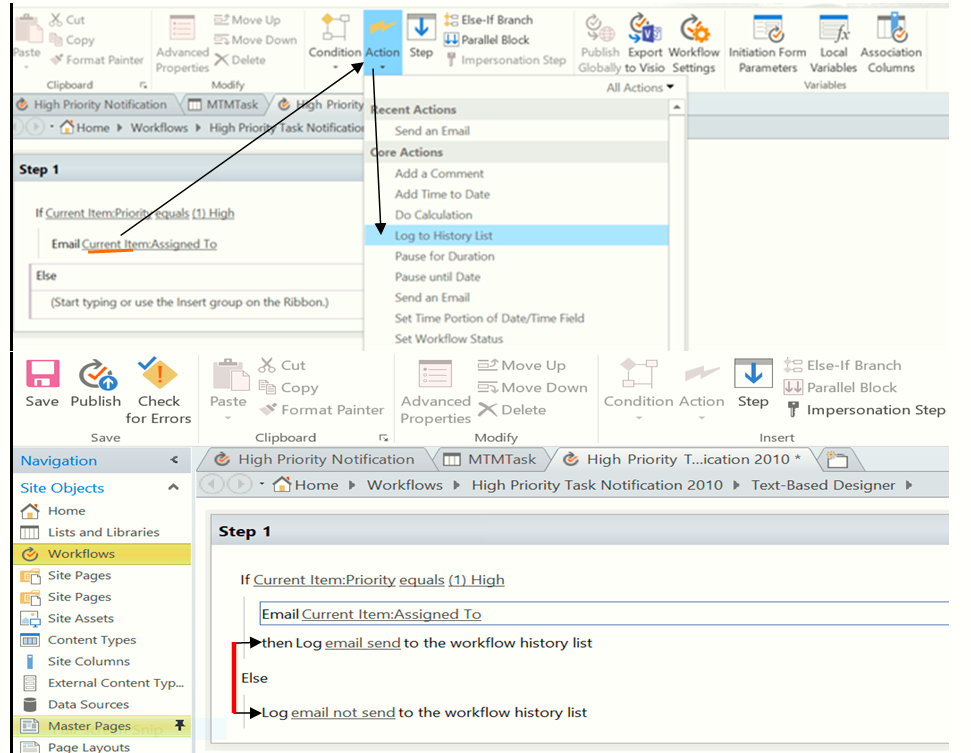 Cut
Copy
Format Painter
Paste
Clipboard
Advanced Properties
Move Up
Move Down
Delete
Modify
Condition
Action
Step
Else-If Branch
Parallel Block
Impersonation Step
Publish Globally
Export to Visio
Workflow Settings
Initiation Form Parameters
Local Variables
Association Columns
Variables
All Actions
High Priority Notification
MTMTask
High Priority
Home Workflows High Priority Task Notification
Recent Actions
Send an Email
Core Actions
Add a Comment
Add Time to Date
Do Calculation
Log to History List
Pause for Duration
Pause until Date
Send an Email
Set Time Portion of Date/Time Field
Set Workflow Status
Step 1
If Current Item:Priority equals (1) High
Email Current Item:Assigned To
Else
(Start typing or use the Insert group on the Ribbon.)
Save
Publish
Check for Errors
Save
Paste
Cut
Copy
Format Painter
Clipboard
Advanced Properties
Move Up
Move Down
Delete
Modify
Condition
Action
Step
Else-If Branch
Parallel Block
Impersonation Step
Insert
Navigation
Site Objects
Home
Lists and Libraries
Workflows
Site Pages
Site Pages
Site Assets
Content Types
Site Columns
External Content Typ...
Data Sources
Master Pages
Page Layouts
High Priority Notification
MTMTask
High Priority T...ication 2010 *
Home Workflows High Priority Task Notification 2010 Text-Based Designer
Step 1
If Current Item:Priority equals (1) High
Email Current Item:Assigned To
then Log email send to the workflow history list
Else
Log email not send to the workflow history list